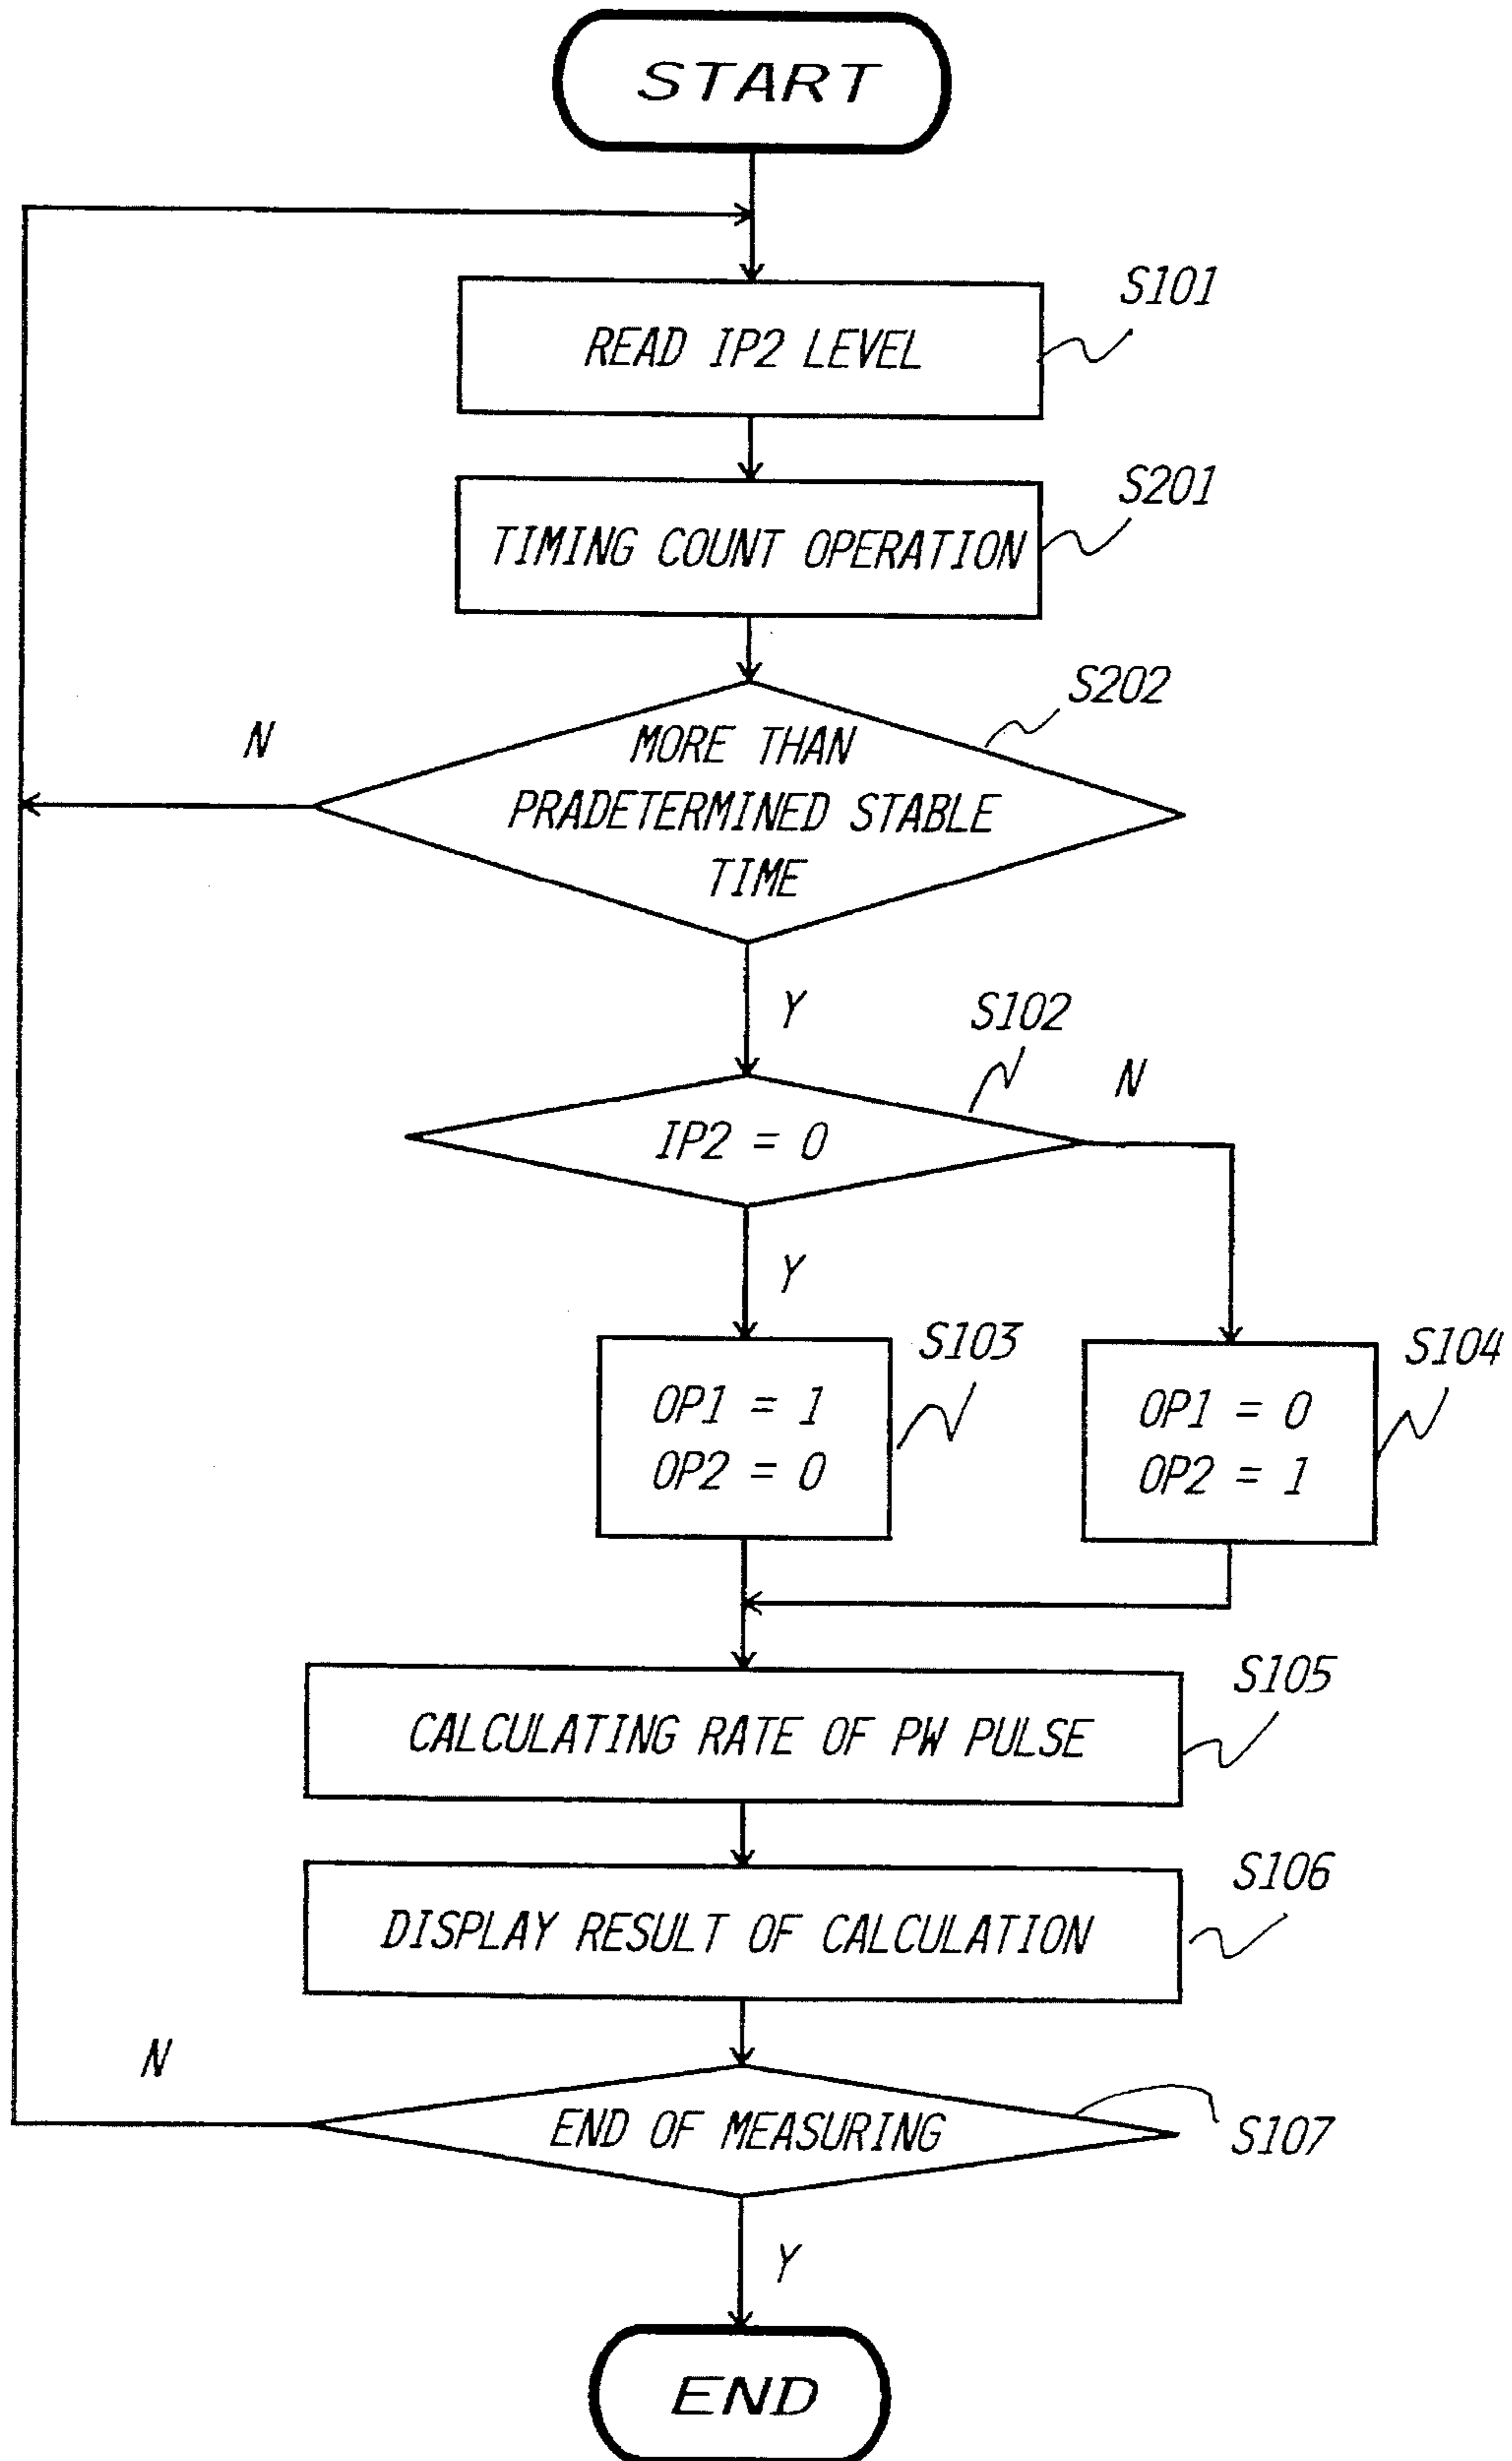 START
S101
READ IP2 LEVEL
S201
TIMING COUNT OPERATION
S202
N
MORE THAN
PRADETERMINED STABLE
TIME
Y
S102
N
IP2 = 0
Y
S103
S104
OP1 = 1
OP2 = 0
OP1 = 0
OP2 = 1
S105
CALCULATING RATE OF PW PULSE
S106
DISPLAY RESULT OF CALCULATION
N
END OF MEASURING
S107
Y
END